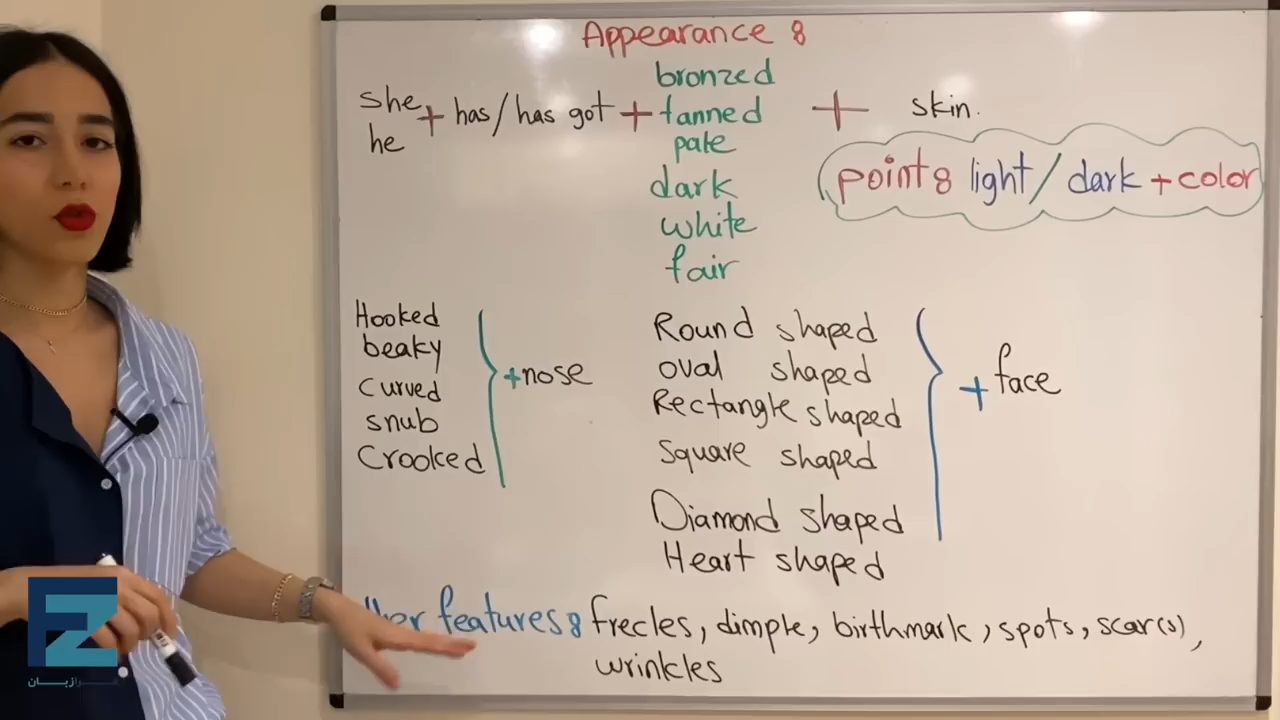 Appearance 8
she + has/has got + bronzed
he
tanned + skin.
pale
dark
white
fair
point 8 light/dark + color
Hooked
beaky
curved
snub
Crooked
+nose
Round shaped
oval shaped
Rectangle shaped
Square shaped
Diamond shaped
Heart shaped
+ face
features 8 frecles, dimple, birthmark, spots, scar(s),
wrinkles
FZ